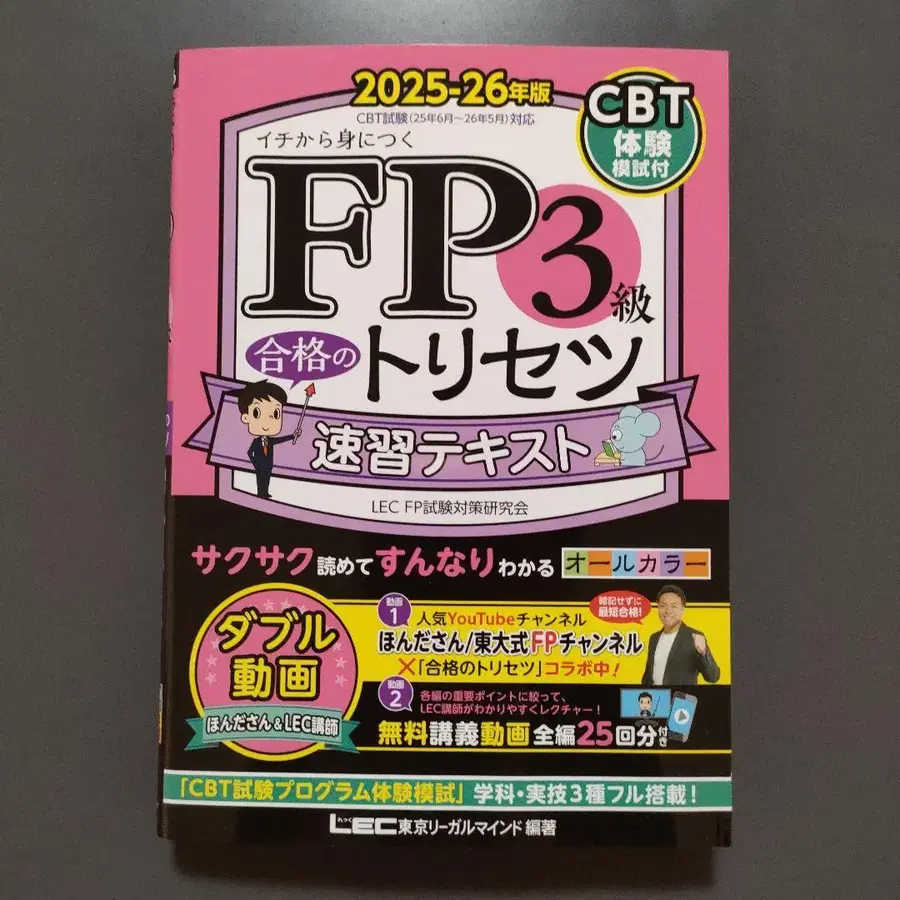 2025-26年版
CBT試験(25年6月~26年5月)対応
CBT
体験
模試付
イチから身につく
FP3級
合格の
トリセツ
速習テキスト
LEC FP試験対策研究会
サクサク読めてすんなりわかる オールカラー
ダブル
動画
ほんださん&LEC講師
動画
1
人気YouTubeチャンネル
ほんださん/東大式FPチャンネル
×「合格のトリセツ」コラボ中!
暗記せずに
最短合格!
動画
2
各編の重要ポイントに絞って、
LEC講師がわかりやすくレクチャー!
無料講義動画 全編25回分付き
「CBT試験プログラム体験模試」学科・実技3種フル搭載!
LEC東京リーガルマインド 編著